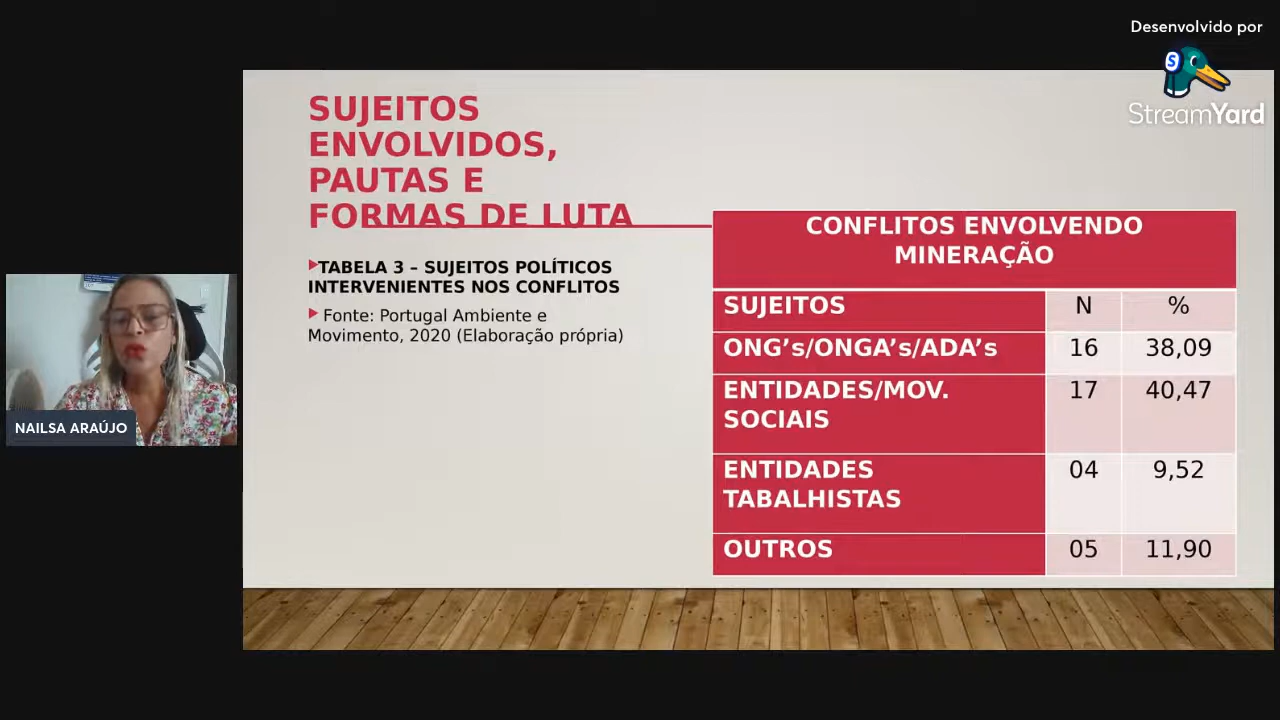 Desenvolvido por
StreamYard
SUJEITOS
ENVOLVIDOS,
PAUTAS E
FORMAS DE LUTA
TABELA 3 – SUJEITOS POLÍTICOS
INTERVENIENTES NOS CONFLITOS
Fonte: Portugal Ambiente e
Movimento, 2020 (Elaboração própria)
CONFLITOS ENVOLVENDO
MINERAÇÃO
SUJEITOS N %
ONG’s/ONGA’s/ADA’s 16 38,09
ENTIDADES/MOV. 17 40,47
SOCIAIS
ENTIDADES 04 9,52
TABALHISTAS
OUTROS 05 11,90
NAILSA ARAÚJO